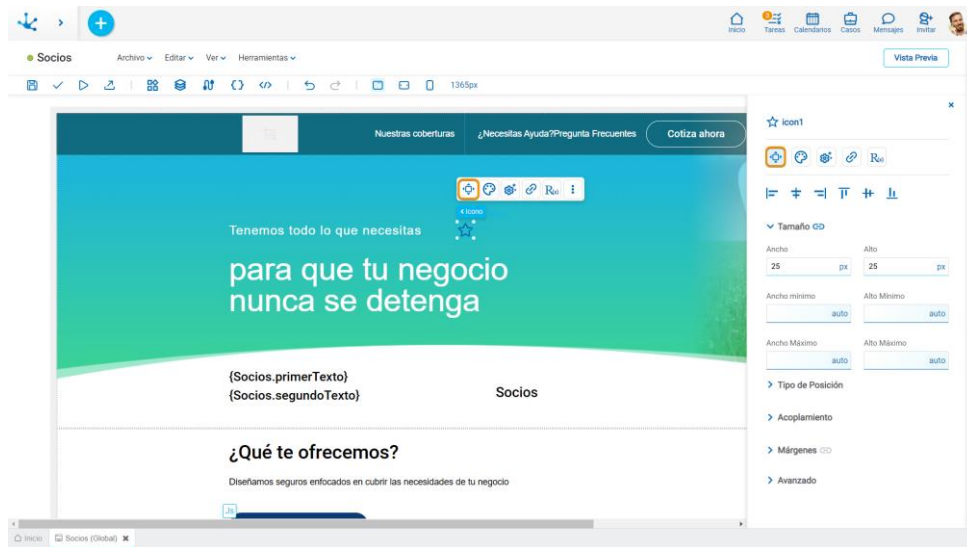 Inicio
Tareas
Calendarios
Casos
Mensajes
Invitar
Socios
Archivo
Editar
Ver
Herramientas
Vista Previa
1365px
Nuestras coberturas
¿Necesitas Ayuda?Pregunta Frecuentes
Cotiza ahora
Icono
Tenemos todo lo que necesitas
para que tu negocio
nunca se detenga
{Socios.primerTexto}
{Socios.segundoTexto}
Socios
¿Qué te ofrecemos?
Diseñamos seguros enfocados en cubrir las necesidades de tu negocio
Js
icon1
Tamaño
Ancho
Alto
25 px
25 px
Ancho mínimo
Alto Mínimo
auto
auto
Ancho Máximo
Alto Máximo
auto
auto
Tipo de Posición
Acoplamiento
Márgenes
Avanzado
Inicio
Socios (Global)